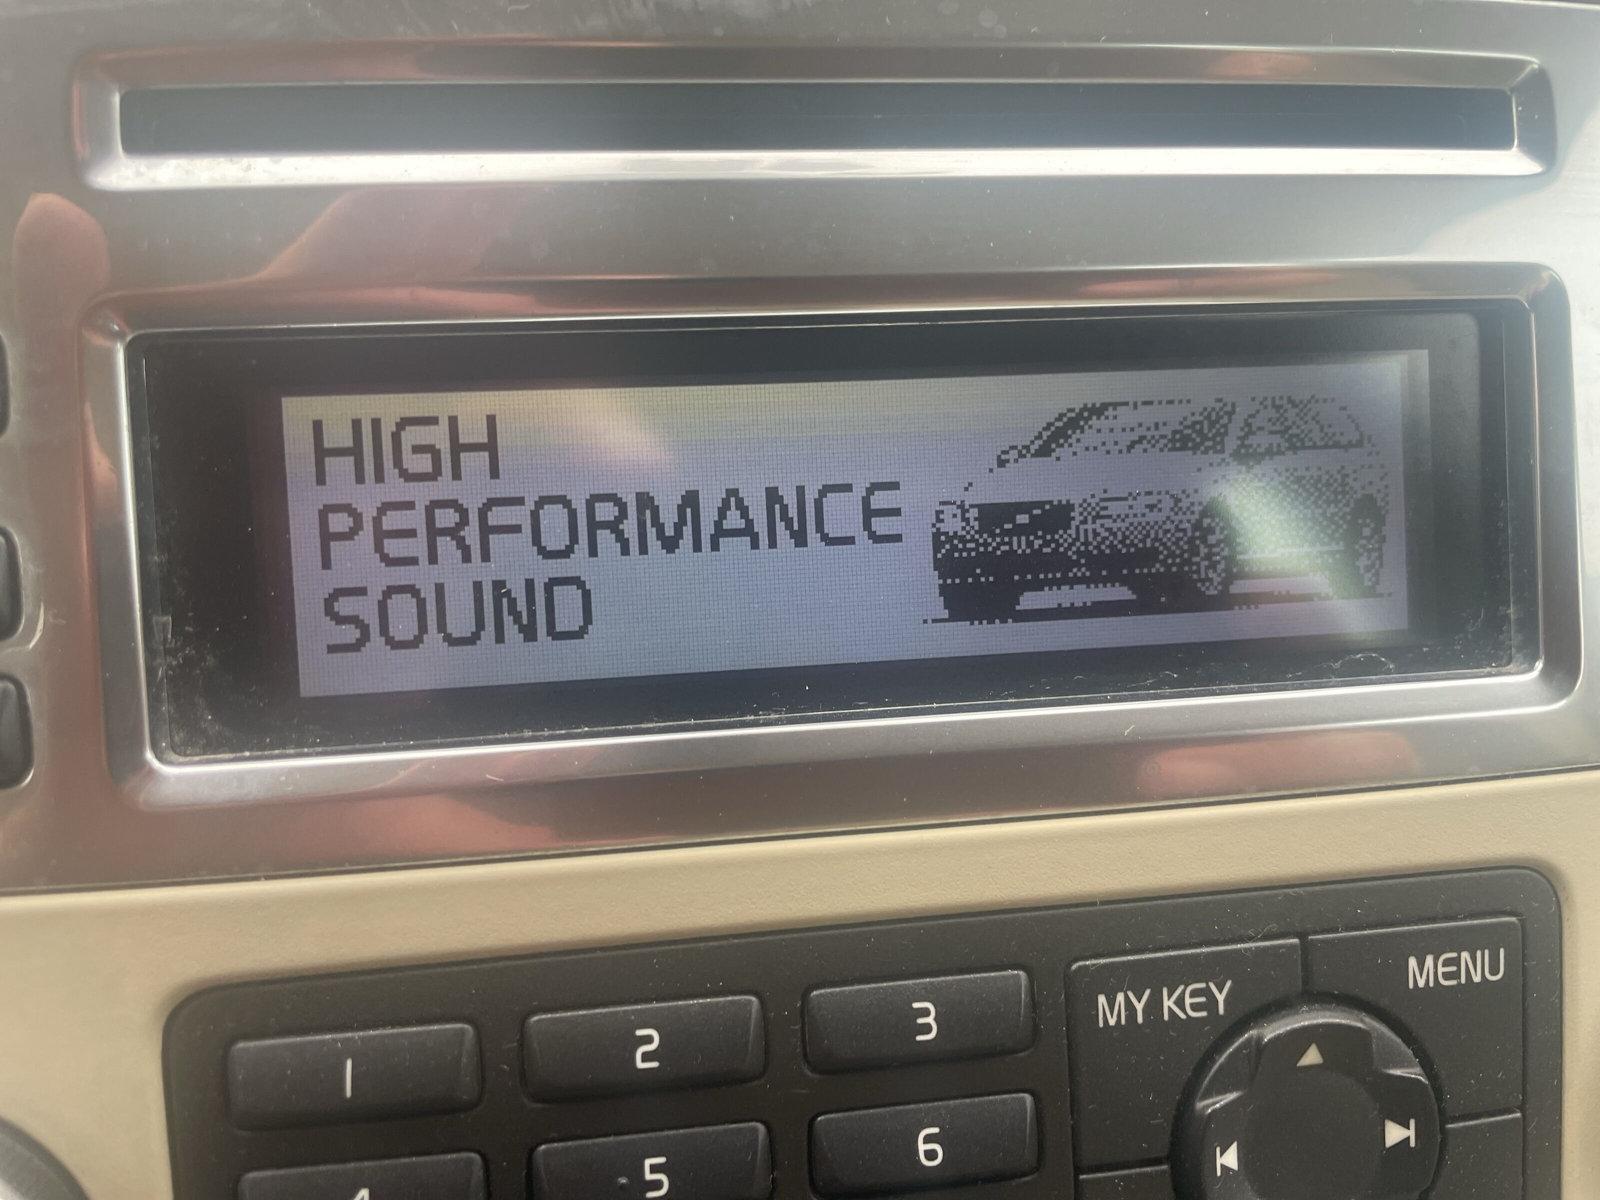 HIGH
PERFORMANCE
SOUND
MENU
MY KEY
1
2
3
5
6